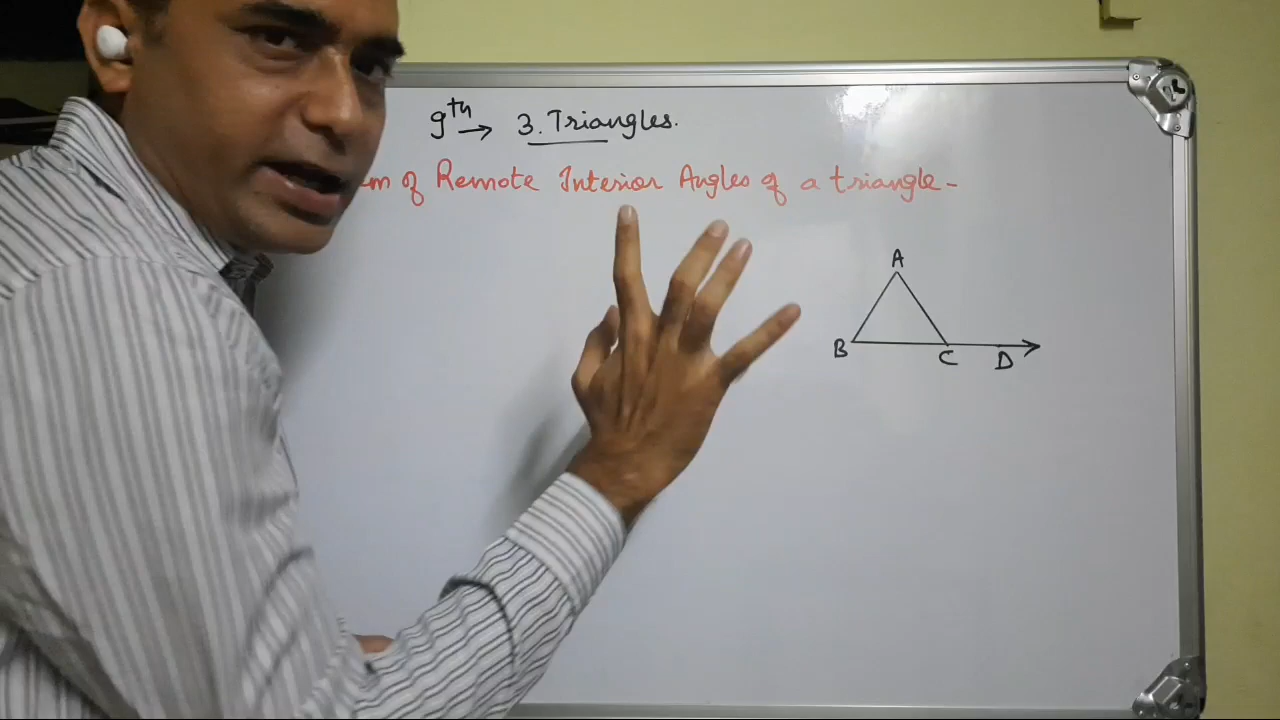 9th → 3. Triangles.
of Remote Interior Angles of a triangle-
A
B C D